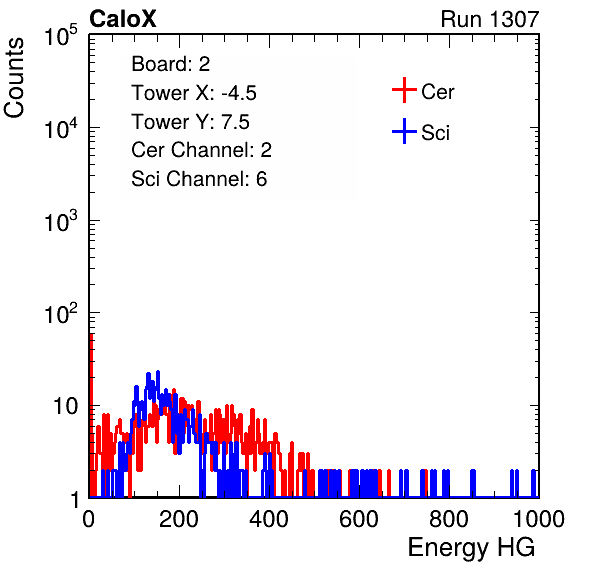 CaloX Run 1307
Counts
Board: 2
Tower X: -4.5
Tower Y: 7.5
Cer Channel: 2
Sci Channel: 6
Cer
Sci
10^5
10^4
10^3
10^2
10
1
0 200 400 600 800 1000
Energy HG